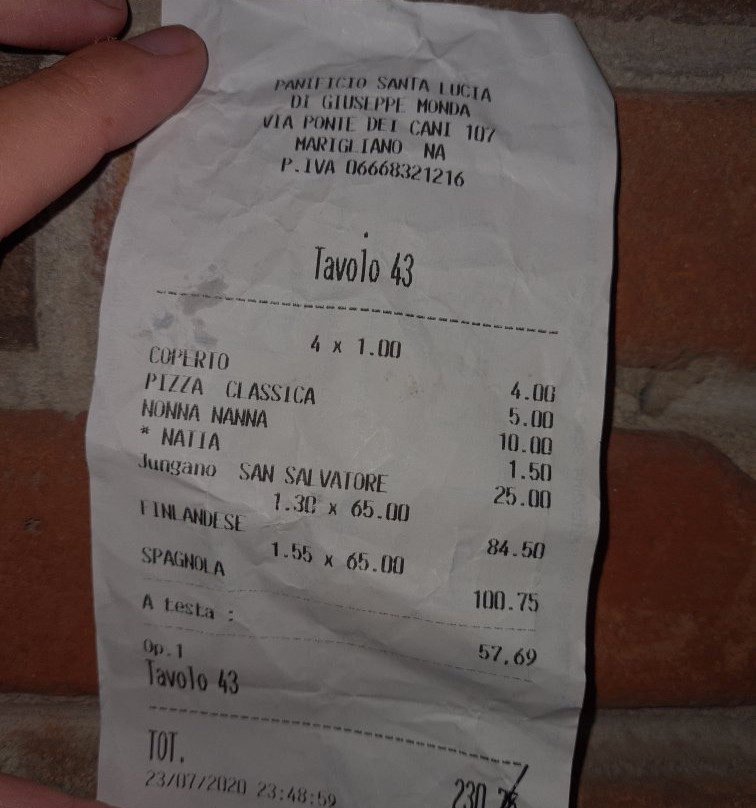 PANIFICIO SANTA LUCIA
DI GIUSEPPE MONDA
VIA PONTE DEI CANI 107
MARIGLIANO NA
P.IVA 06668321216
Tavolo 43
4 x 1.00
COPERTO 4.00
PIZZA CLASSICA 5.00
NONNA NANNA 10.00
* NATIA 1.50
Jungano SAN SALVATORE 25.00
1.30 x 65.00
FINLANDESE 84.50
1.55 x 65.00
SPAGNOLA 100.75
A testa : 57,69
Op.1
Tavolo 43
TOT. 230
23/07/2020 23:48:59